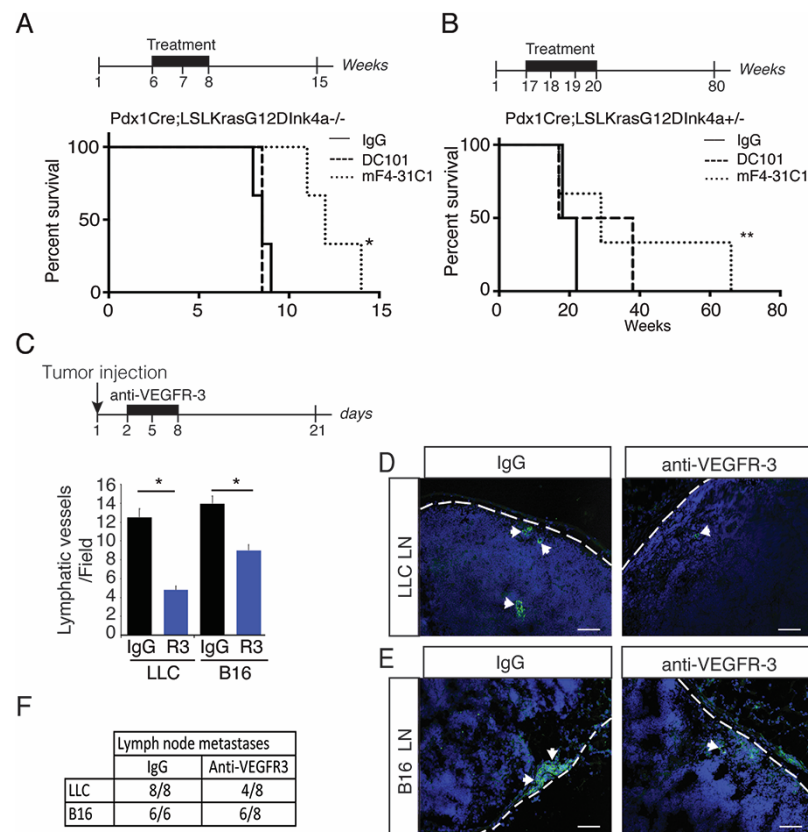 A
Treatment
1 6 7 8 15 Weeks
Pdx1Cre;LSLKrasG12DInk4a-/-
IgG
DC101
mF4-31C1
Percent survival
100
50
0
*
0 5 10 15
B
Treatment
1 17 18 19 20 80 Weeks
Pdx1Cre;LSLKrasG12DInk4a+/-
IgG
DC101
mF4-31C1
Percent survival
100
50
0
**
0 20 40 60 80
Weeks
C
Tumor injection
anti-VEGFR-3
1 2 5 8 21 days
Lymphatic vessels
/Field
16
14
12
10
8
6
4
2
0
* *
IgG R3 IgG R3
LLC B16
D
IgG anti-VEGFR-3
LLC LN
E
IgG anti-VEGFR-3
B16 LN
F
Lymph node metastases
IgG Anti-VEGFR3
LLC 8/8 4/8
B16 6/6 6/8